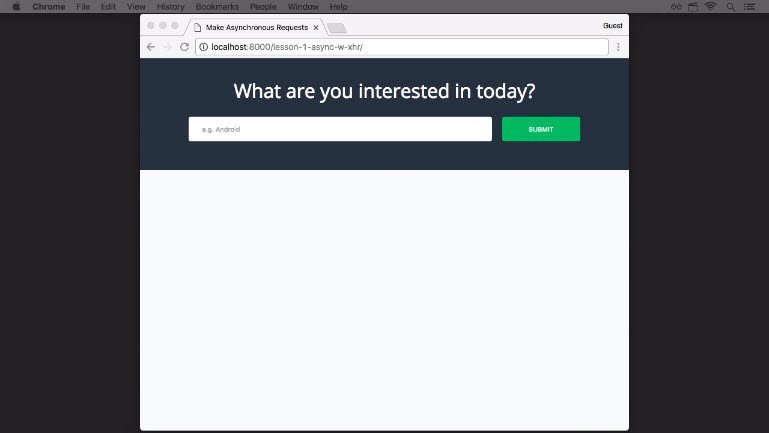 Chrome File Edit View History Bookmarks People Window Help
Make Asynchronous Requests
Guest
localhost:8000/lesson-1-async-w-xhr/
What are you interested in today?
e.g. Android
SUBMIT